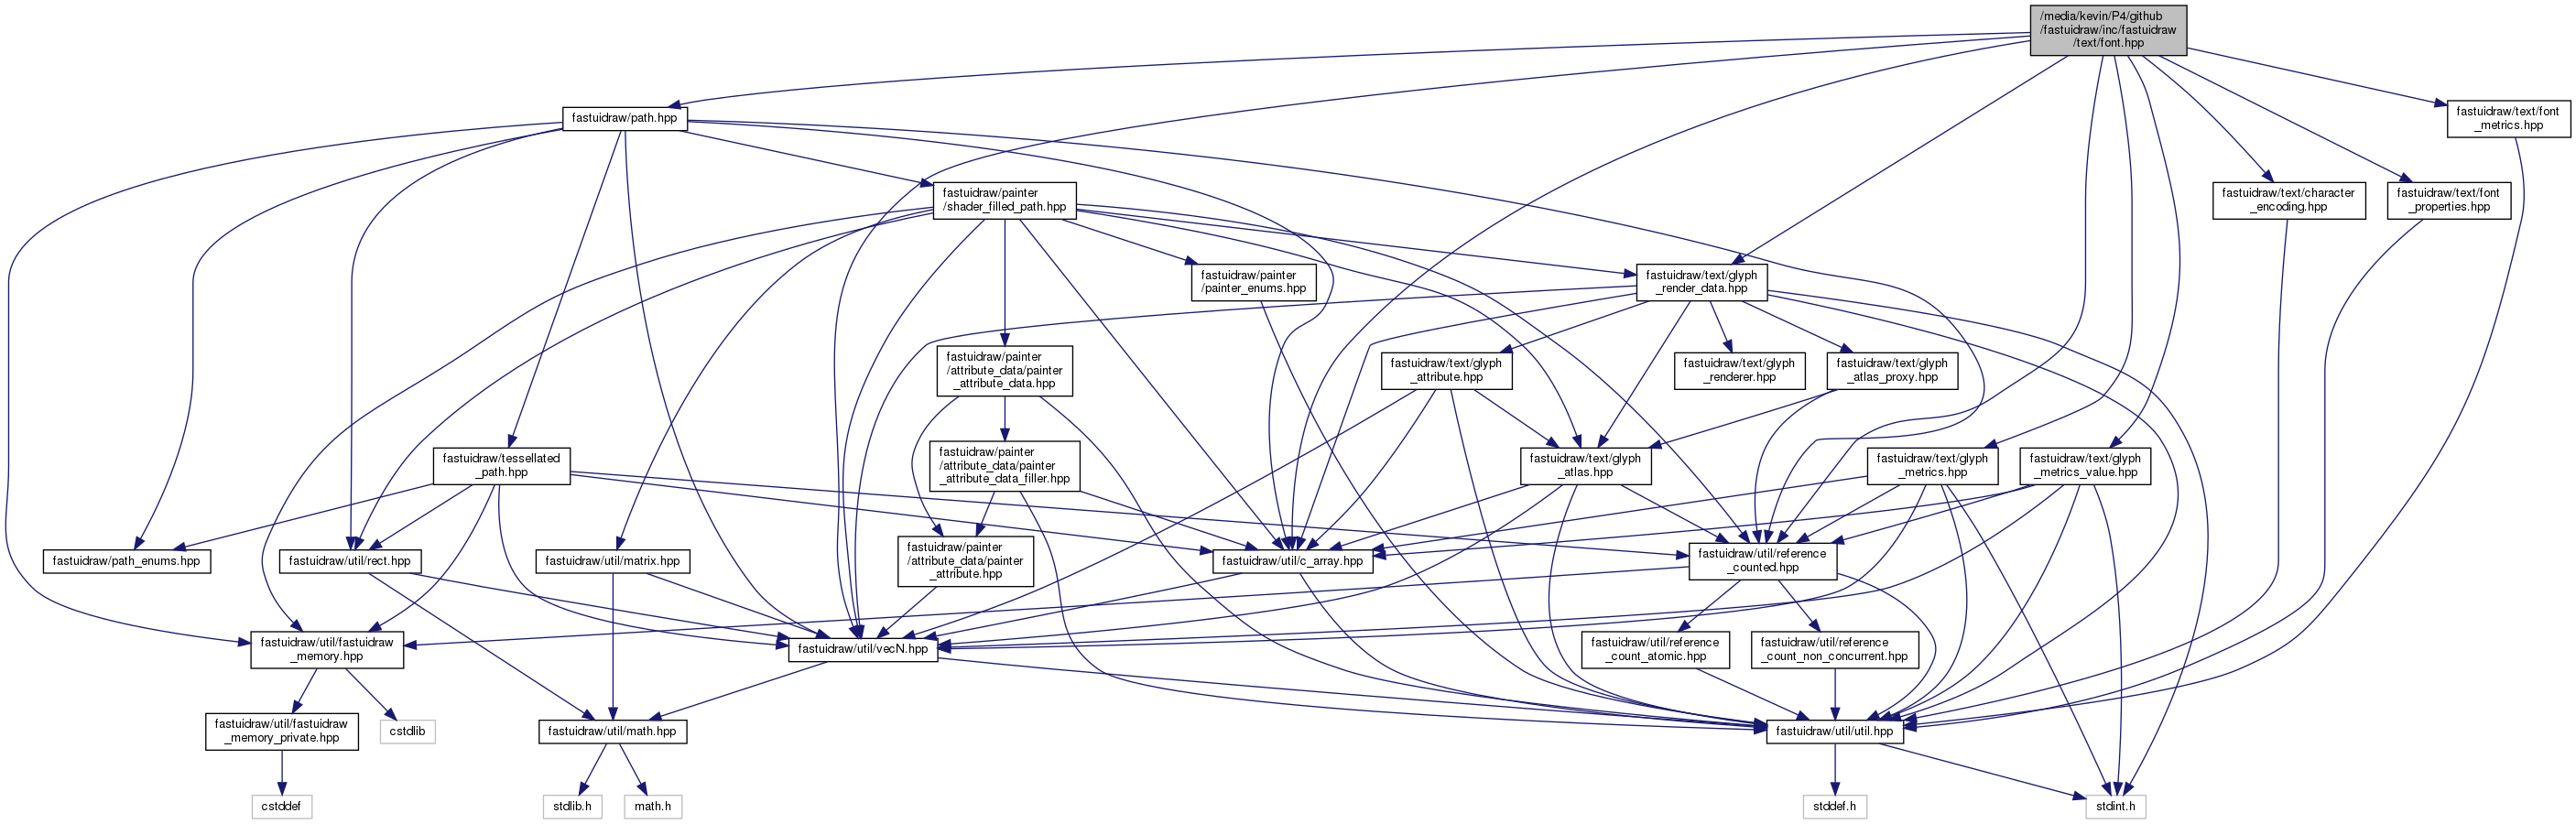 /media/kevin/P4/github
/fastuidraw/inc/fastuidraw
/text/font.hpp
fastuidraw/path.hpp
fastuidraw/text/font
_metrics.hpp
fastuidraw/painter
/shader_filled_path.hpp
fastuidraw/text/character
_encoding.hpp
fastuidraw/text/font
_properties.hpp
fastuidraw/painter
/painter_enums.hpp
fastuidraw/text/glyph
_render_data.hpp
fastuidraw/painter
/attribute_data/painter
_attribute_data.hpp
fastuidraw/text/glyph
_attribute.hpp
fastuidraw/text/glyph
_renderer.hpp
fastuidraw/text/glyph
_atlas_proxy.hpp
fastuidraw/tessellated
_path.hpp
fastuidraw/painter
/attribute_data/painter
_attribute_data_filler.hpp
fastuidraw/text/glyph
_atlas.hpp
fastuidraw/text/glyph
_metrics.hpp
fastuidraw/text/glyph
_metrics_value.hpp
fastuidraw/path_enums.hpp
fastuidraw/util/rect.hpp
fastuidraw/util/matrix.hpp
fastuidraw/painter
/attribute_data/painter
_attribute.hpp
fastuidraw/util/c_array.hpp
fastuidraw/util/reference
_counted.hpp
fastuidraw/util/fastuidraw
_memory.hpp
fastuidraw/util/vecN.hpp
fastuidraw/util/reference
_count_atomic.hpp
fastuidraw/util/reference
_count_non_concurrent.hpp
fastuidraw/util/fastuidraw
_memory_private.hpp
cstdlib
fastuidraw/util/math.hpp
fastuidraw/util/util.hpp
cstddef
stdlib.h
math.h
stddef.h
stdint.h